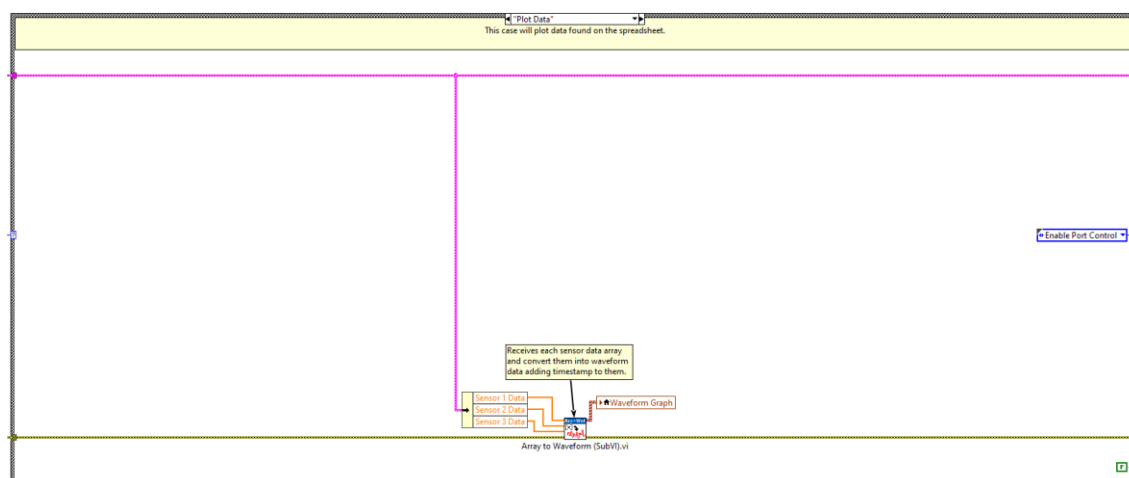 "Plot Data"
This case will plot data found on the spreadsheet.
Enable Port Control
Receives each sensor data array
and convert them into waveform
data adding timestamp to them.
Sensor 1 Data
Sensor 2 Data
Sensor 3 Data
Waveform Graph
Array to Waveform (SubVI).vi
F